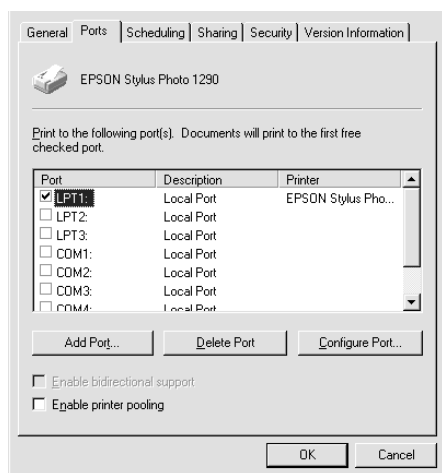 General Ports Scheduling Sharing Security Version Information
EPSON Stylus Photo 1290
Print to the following port(s). Documents will print to the first free
checked port.
Port Description Printer
LPT1: Local Port EPSON Stylus Pho...
LPT2: Local Port
LPT3: Local Port
COM1: Local Port
COM2: Local Port
COM3: Local Port
COM4: Local Port
Add Port... Delete Port Configure Port...
Enable bidirectional support
Enable printer pooling
OK Cancel